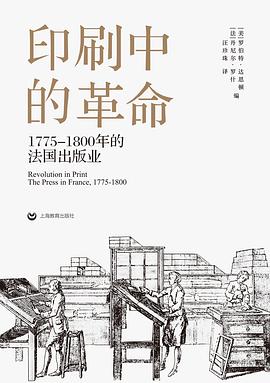 印刷中
的革命
1775–1800年的
法国出版业
Revolution in Print
The Press in France, 1775-1800
[美]罗伯特·达恩顿
[法]丹尼尔·罗什 编
汪珍珠 译
上海教育出版社